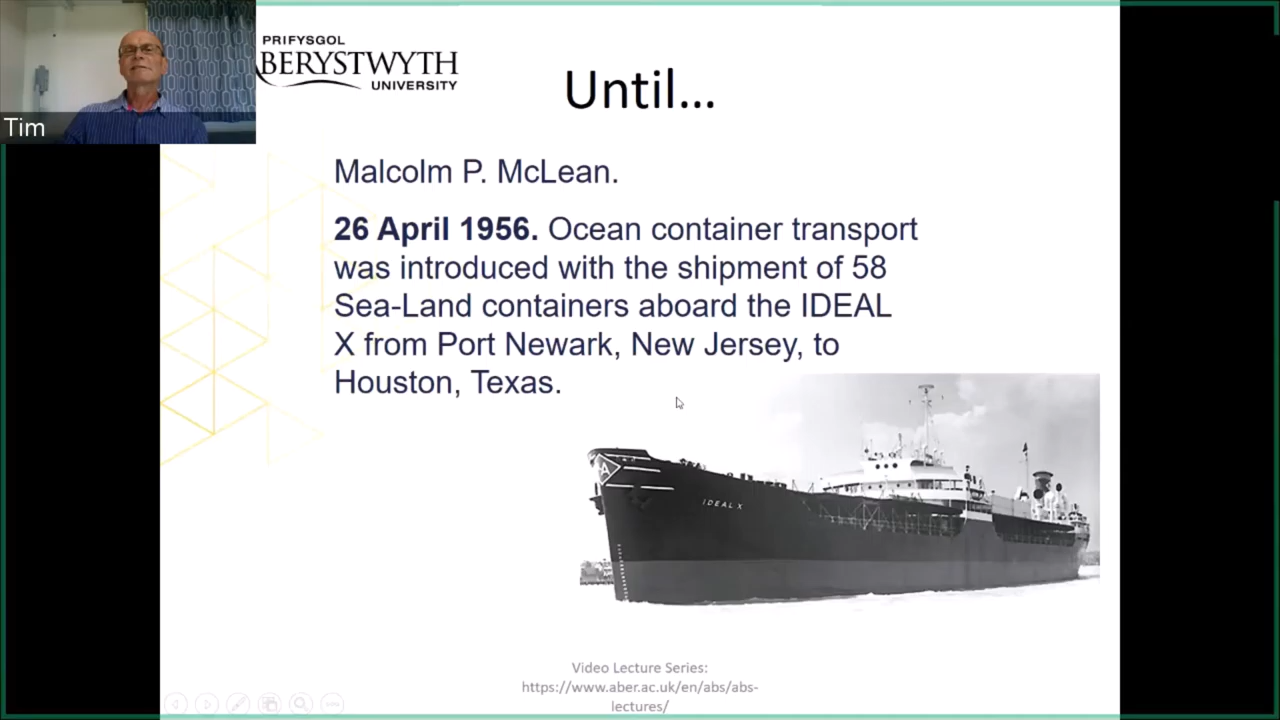 PRIFYSGOL
ABERYSTWYTH
UNIVERSITY
Until...
Tim
Malcolm P. McLean.
26 April 1956. Ocean container transport
was introduced with the shipment of 58
Sea-Land containers aboard the IDEAL
X from Port Newark, New Jersey, to
Houston, Texas.
A
IDEAL X
Video Lecture Series:
https://www.aber.ac.uk/en/abs/abs-
lectures/